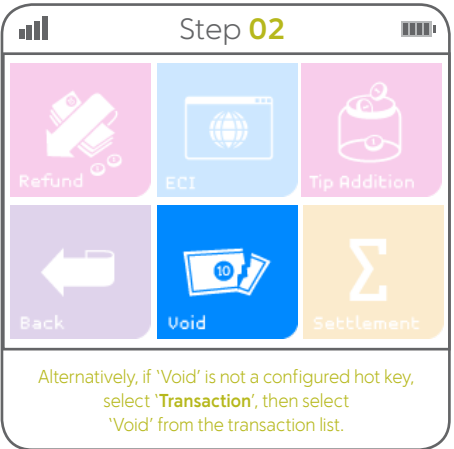 Step 02
Refund
ECI
Tip Addition
10
Back
Void
Settlement
Alternatively, if ‘Void’ is not a configured hot key,
select ‘Transaction’, then select
‘Void’ from the transaction list.